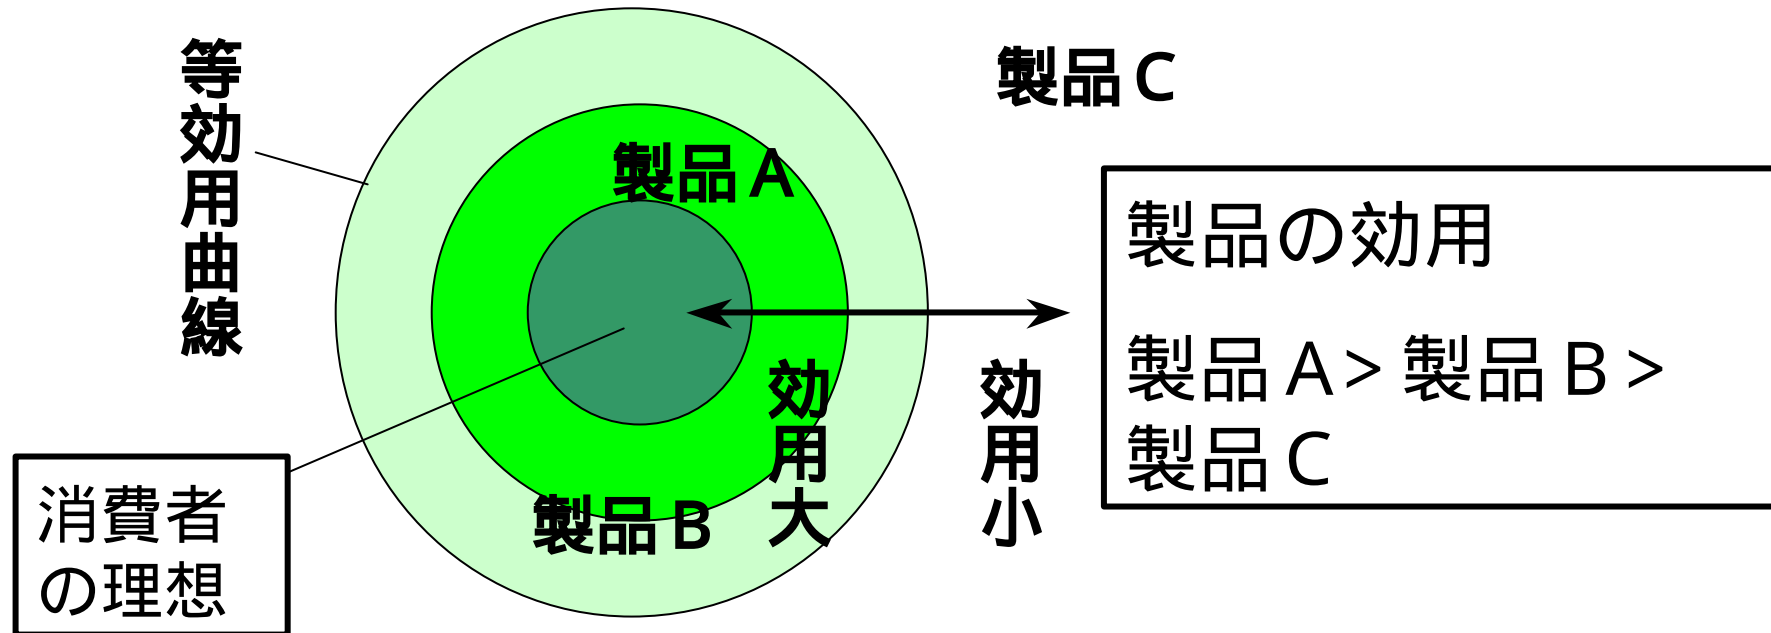 等効用曲線
製品C
製品A
製品の効用
製品A>製品B>
製品C
効用大
効用小
製品B
消費者
の理想